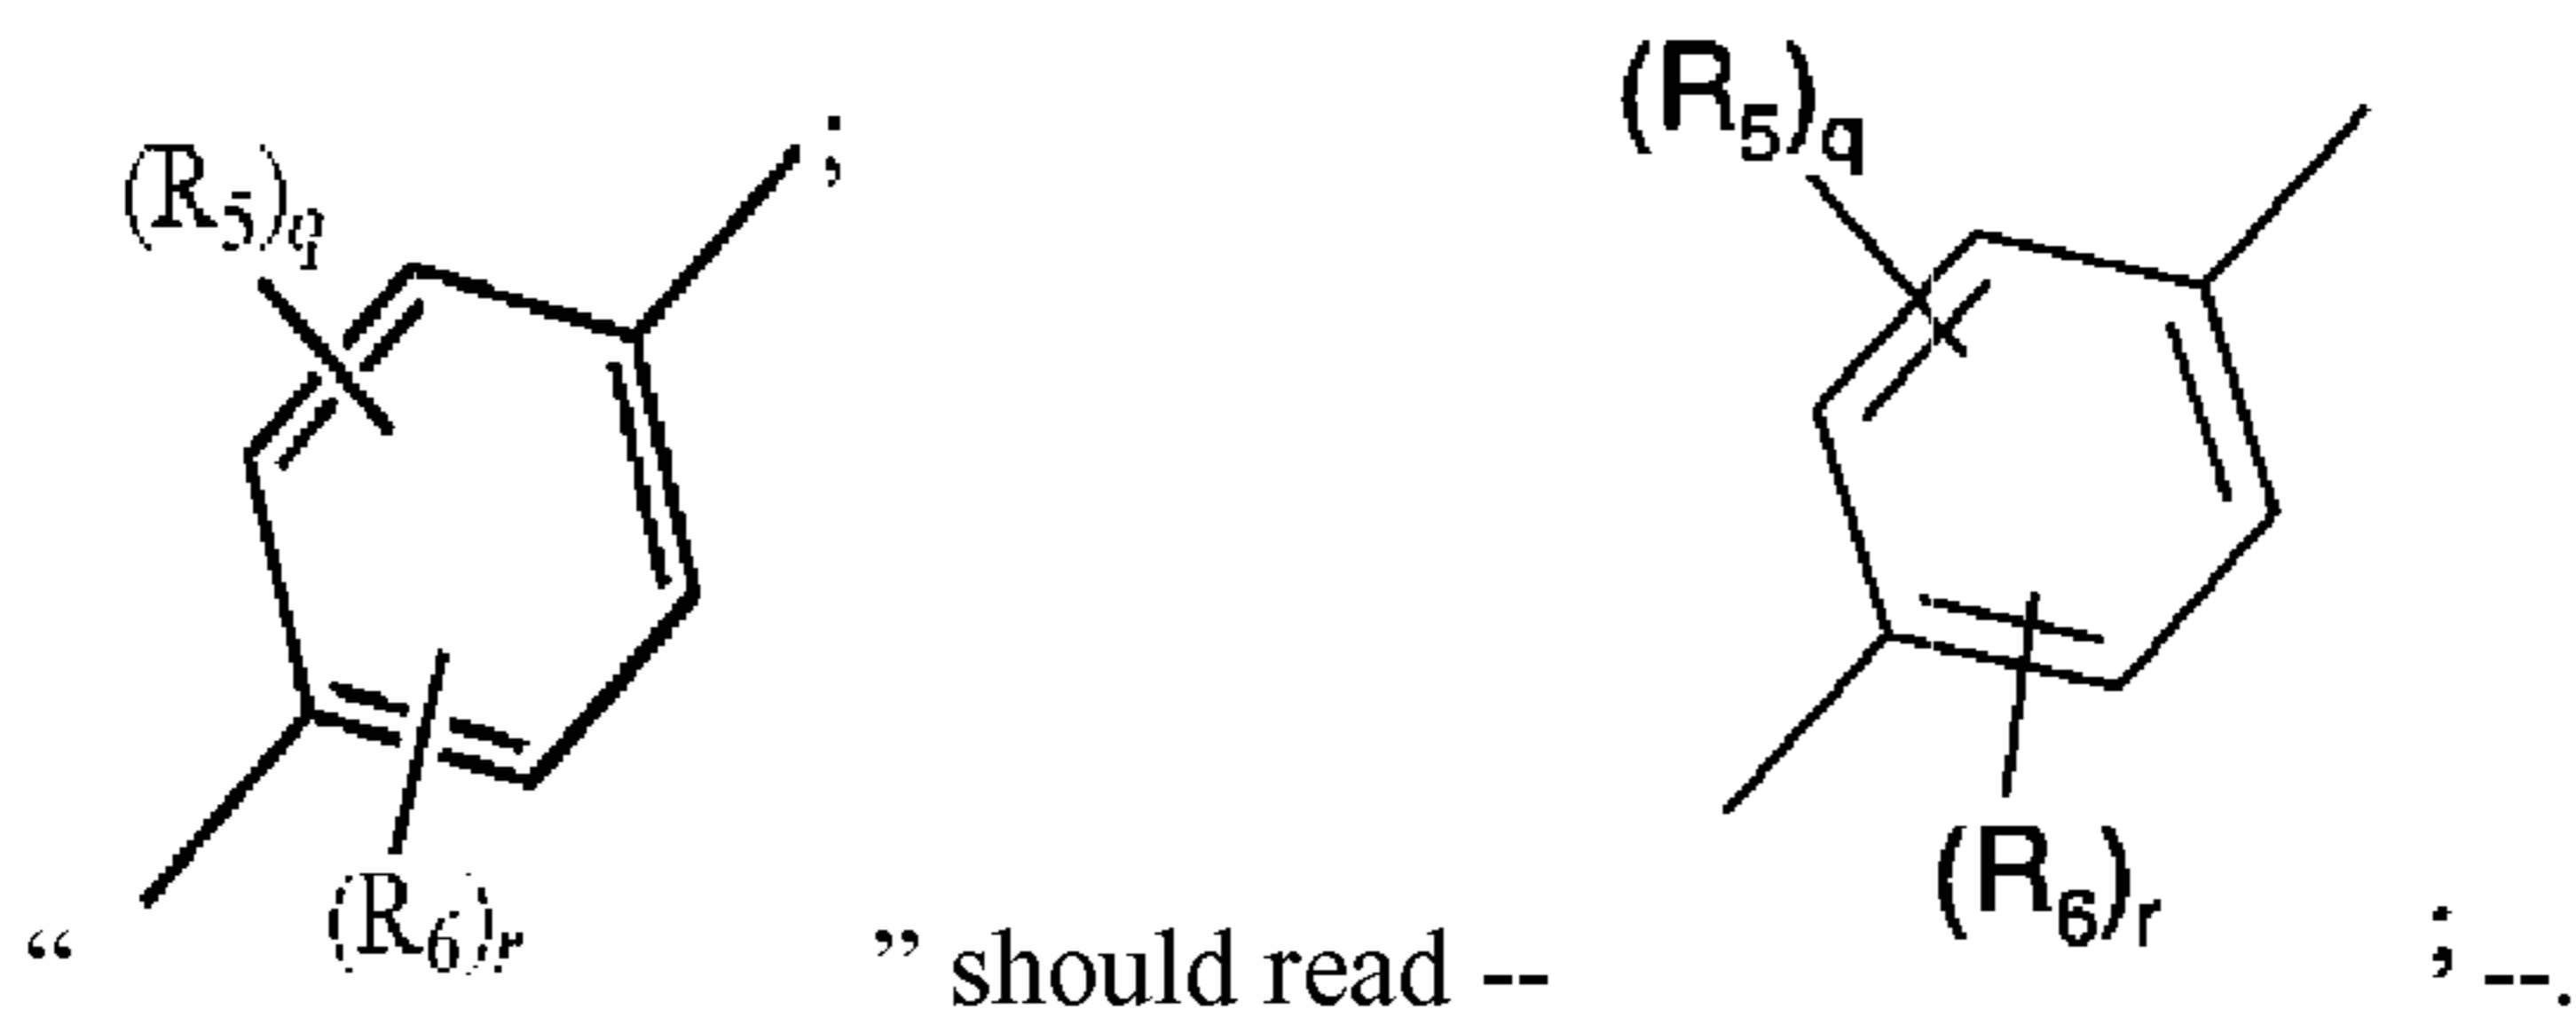 (R5)q ;
(R5)q
(R6)r
(R6)r
“ ” should read -- ; --.